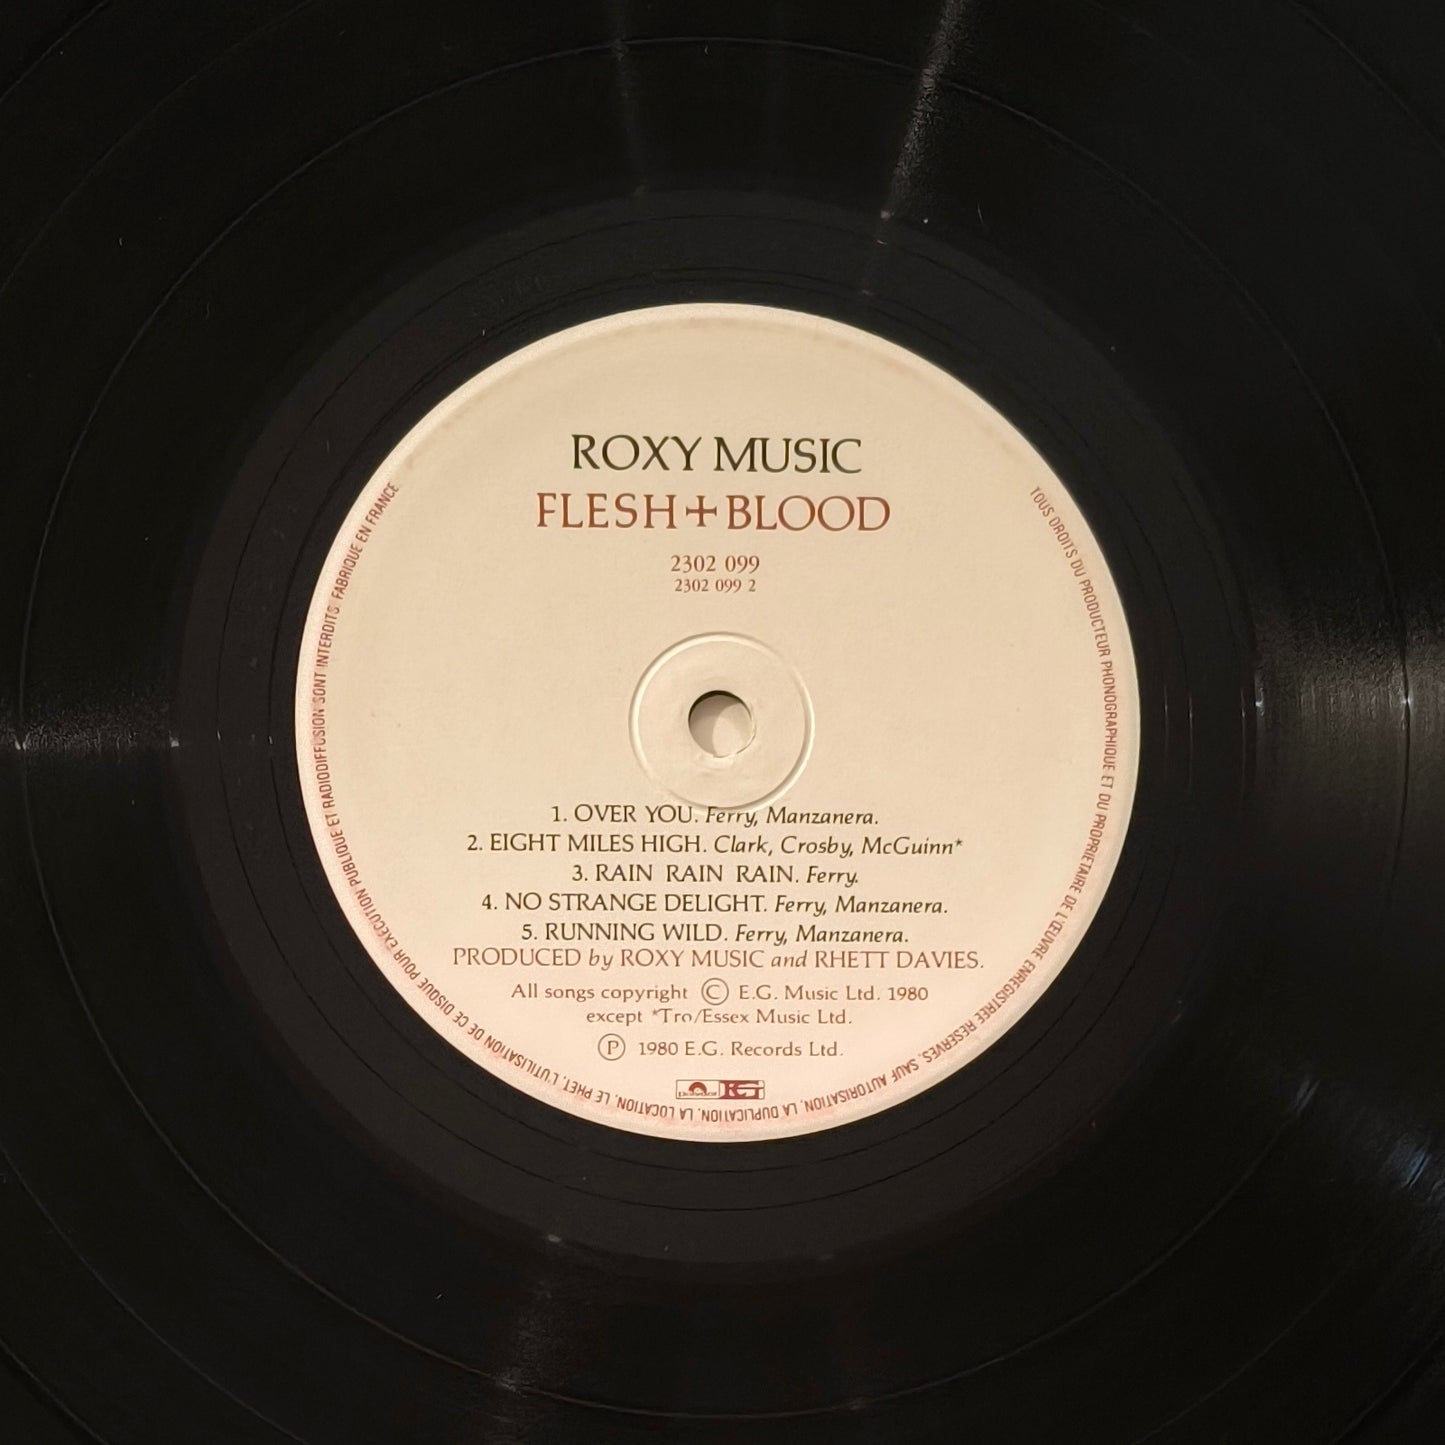 ROXY MUSIC
FLESH+BLOOD
2302 099
2302 099 2
1. OVER YOU. Ferry, Manzanera.
2. EIGHT MILES HIGH. Clark, Crosby, McGuinn*
3. RAIN RAIN RAIN. Ferry.
4. NO STRANGE DELIGHT. Ferry, Manzanera.
5. RUNNING WILD. Ferry, Manzanera.
PRODUCED by ROXY MUSIC and RHETT DAVIES.
All songs copyright © E.G. Music Ltd. 1980
except *Tro/Essex Music Ltd.
℗ 1980 E.G. Records Ltd.
Polydor EG
TOUS DROITS DU PRODUCTEUR PHONOGRAPHIQUE ET DU PROPRIETAIRE DE L'ŒUVRE ENREGISTREE RESERVES. SAUF AUTORISATION, LA DUPLICATION, LA LOCATION, LE PRET, L'UTILISATION DE CE DISQUE POUR EXECUTION PUBLIQUE ET RADIODIFFUSION SONT INTERDITS. FABRIQUE EN FRANCE